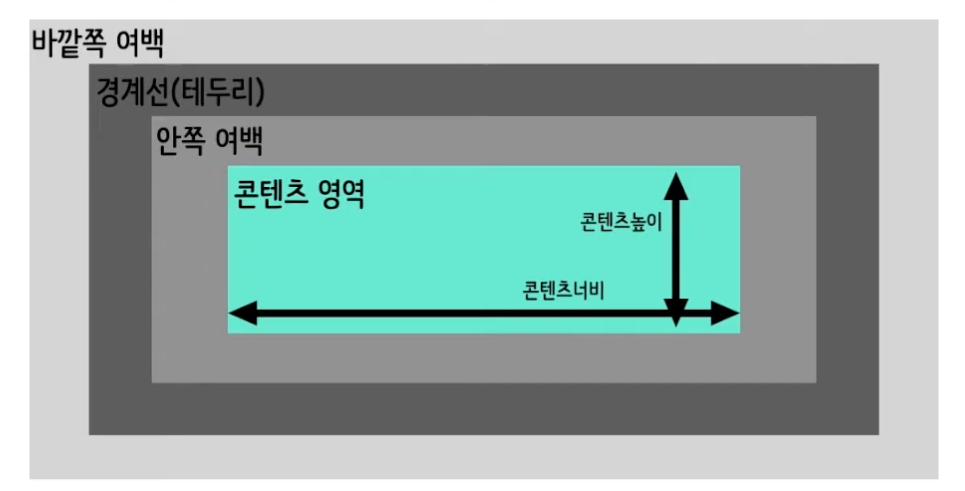 바깥쪽 여백
경계선(테두리)
안쪽 여백
콘텐츠 영역
콘텐츠높이
콘텐츠너비